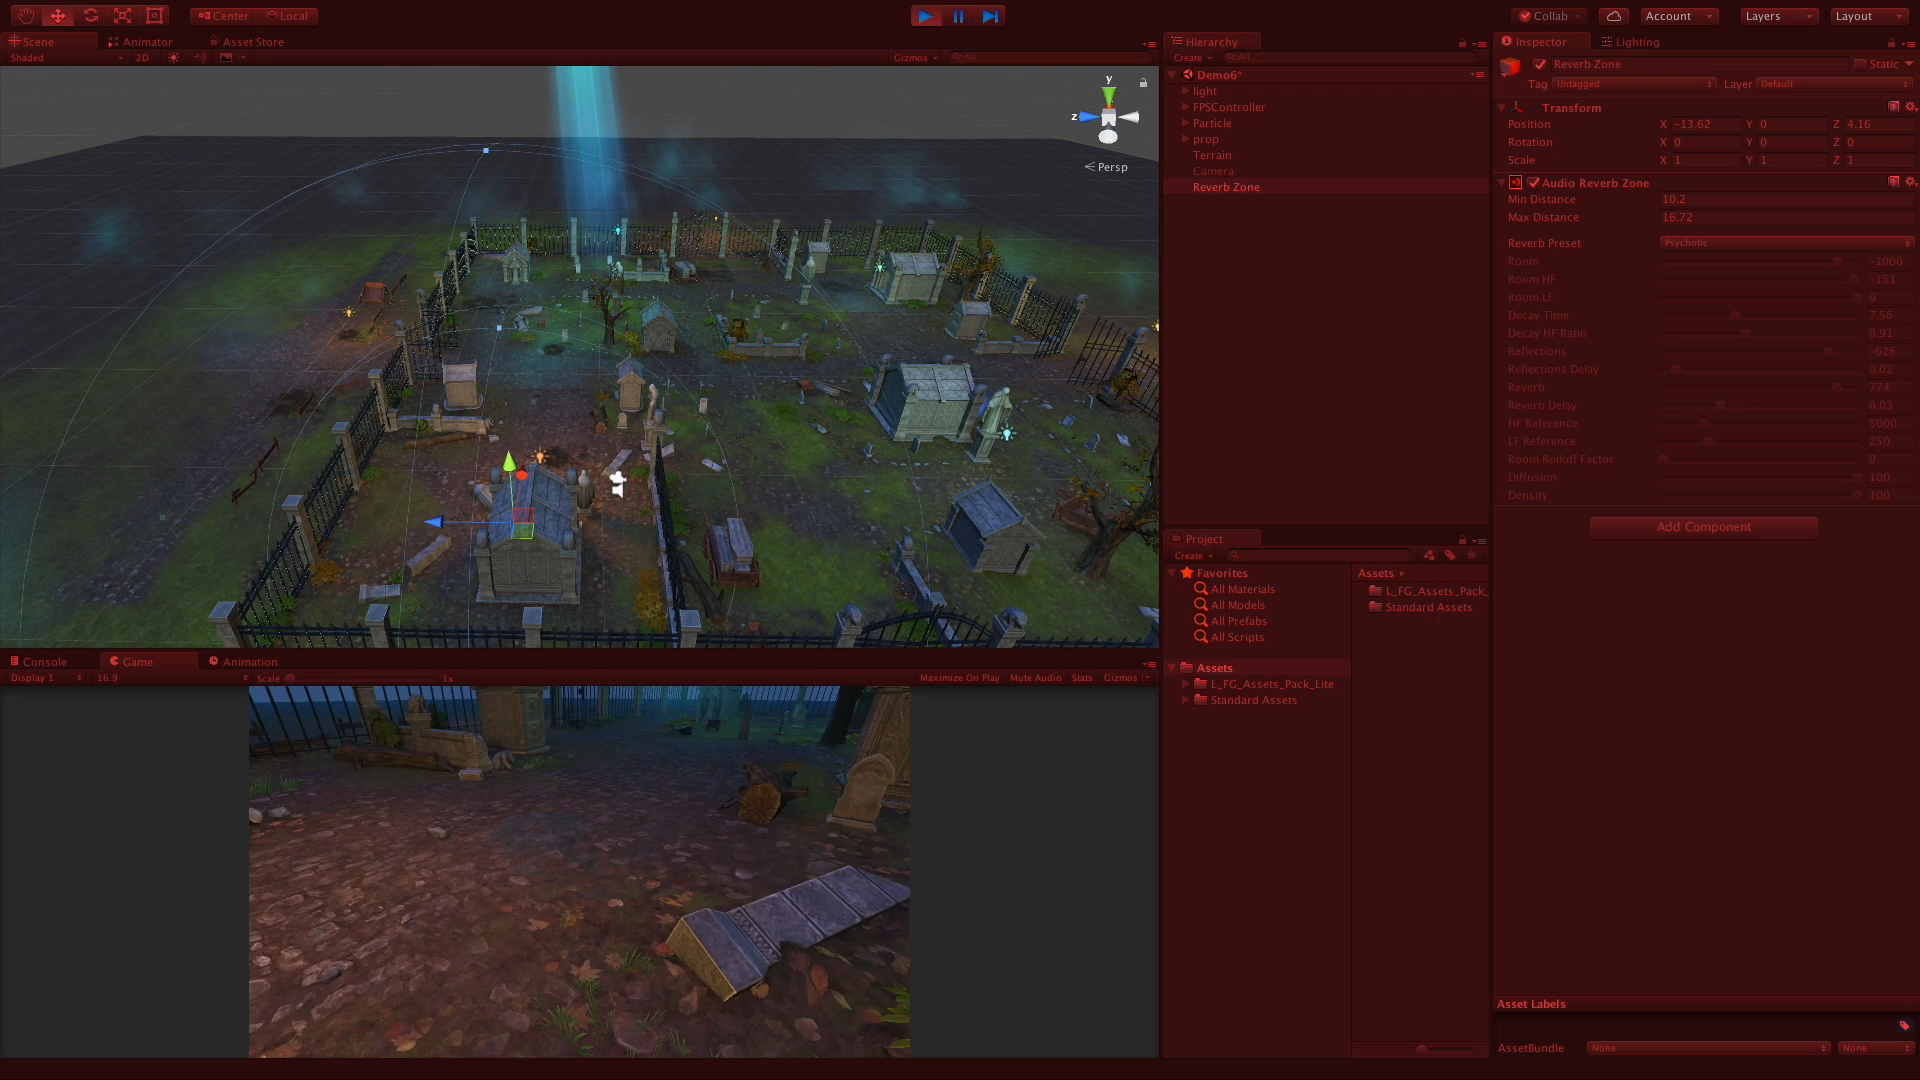 Center Local
Collab Account Layers Layout
Scene Animator Asset Store
Shaded 2D Gizmos All
y
z
Persp
Hierarchy
Create All
Demo6*
light
FPSController
Particle
prop
Terrain
Camera
Reverb Zone
Inspector Lighting
Reverb Zone Static
Tag Untagged Layer Default
Transform
Position X -13.62 Y 0 Z 4.16
Rotation X 0 Y 0 Z 0
Scale X 1 Y 1 Z 1
Audio Reverb Zone
Min Distance 10.2
Max Distance 16.72
Reverb Preset Psychotic
Room -1000
Room HF -151
Room LF 0
Decay Time 7.56
Decay HF Ratio 0.91
Reflections -626
Reflections Delay 0.02
Reverb 774
Reverb Delay 0.03
HF Reference 5000
LF Reference 250
Room Rolloff Factor 0
Diffusion 100
Density 100
Add Component
Project
Create
Favorites
All Materials
All Models
All Prefabs
All Scripts
Assets
L_FG_Assets_Pack_Lite
Standard Assets
Assets
L_FG_Assets_Pack_
Standard Assets
Console Game Animation
Display 1 16:9 Scale 1x Maximize On Play Mute Audio Stats Gizmos
Asset Labels
AssetBundle None None